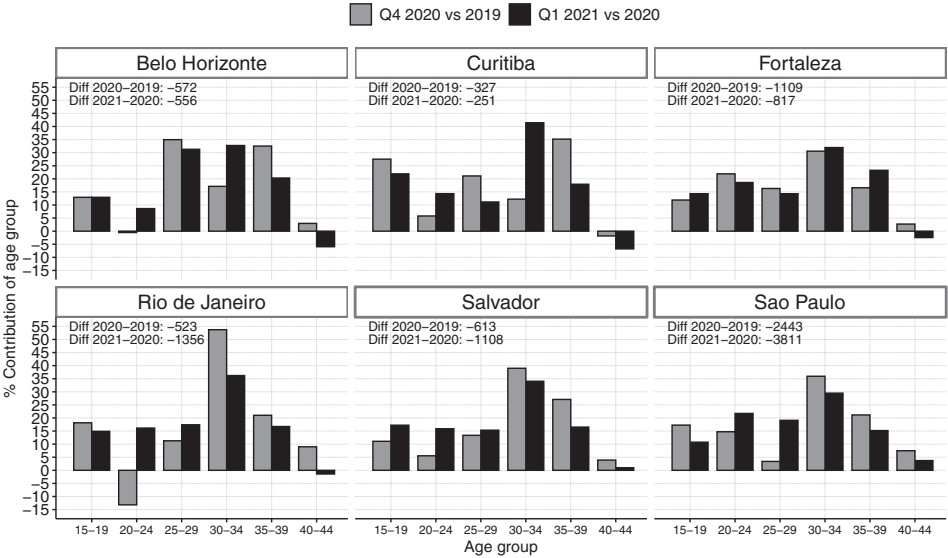 Q4 2020 vs 2019 Q1 2021 vs 2020
Belo Horizonte Curitiba Fortaleza
Diff 2020–2019: −572
Diff 2021–2020: −556
Diff 2020–2019: −327
Diff 2021–2020: −251
Diff 2020–2019: −1109
Diff 2021–2020: −817
55
50
45
40
35
30
25
20
15
10
5
0
−5
−10
−15
% Contribution of age group
Rio de Janeiro Salvador Sao Paulo
Diff 2020–2019: −523
Diff 2021–2020: −1356
Diff 2020–2019: −613
Diff 2021–2020: −1108
Diff 2020–2019: −2443
Diff 2021–2020: −3811
55
50
45
40
35
30
25
20
15
10
5
0
−5
−10
−15
15–19 20–24 25–29 30–34 35–39 40–44 15–19 20–24 25–29 30–34 35–39 40–44 15–19 20–24 25–29 30–34 35–39 40–44
Age group